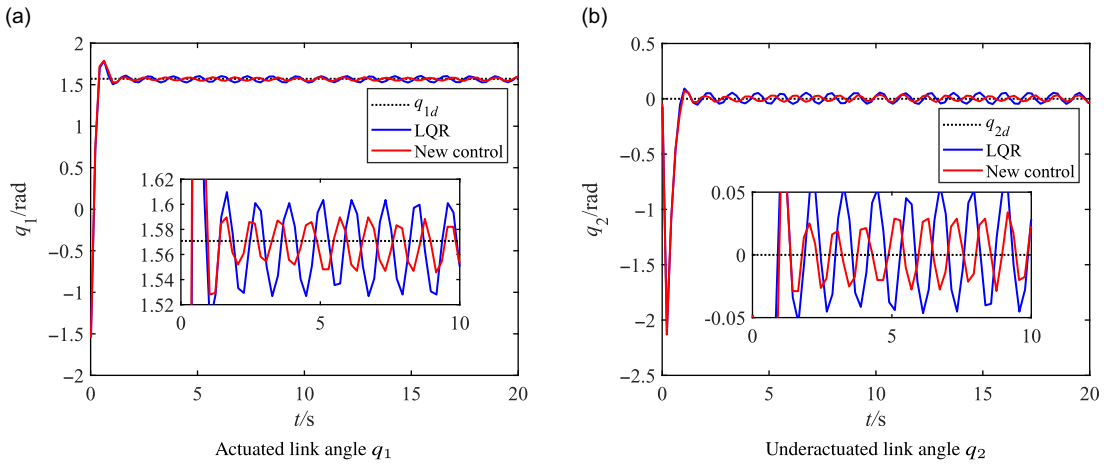 (a)
2
1.5
1
0.5
0
−0.5
−1
−1.5
−2
q1/rad
q1d
LQR
New control
1.62
1.6
1.58
1.56
1.54
1.52
0
5
10
0
5
10
15
20
t/s
Actuated link angle q1
(b)
0.5
0
−0.5
−1
−1.5
−2
−2.5
q2/rad
q2d
LQR
New control
0.05
0
-0.05
0
5
10
0
5
10
15
20
t/s
Underactuated link angle q2